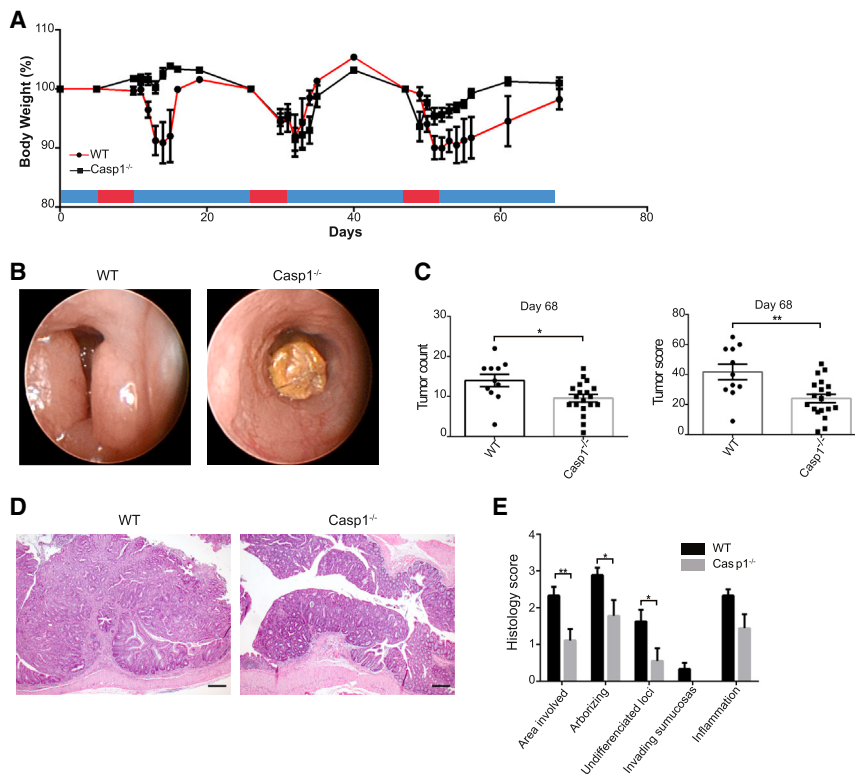 A
Body Weight (%)
110
100
90
80
WT
Casp1-/-
0
20
40
60
80
Days
B
WT
Casp1-/-
C
Day 68
Tumor count
30
20
10
0
*
WT
Casp1-/-
Day 68
Tumor score
80
60
40
20
0
**
WT
Casp1-/-
D
WT
Casp1-/-
E
Histology score
4
3
2
1
0
**
*
*
WT
Casp1-/-
Area involved
Arborizing
Undifferenciated loci
Invading sumucosas
Inflammation